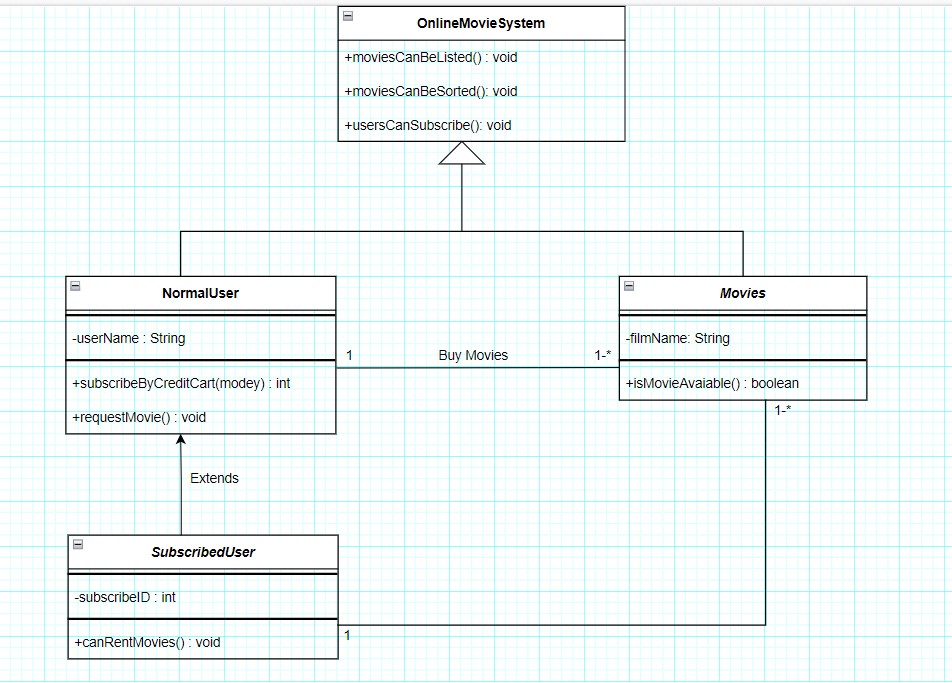 OnlineMovieSystem
+moviesCanBeListed() : void
+moviesCanBeSorted(): void
+usersCanSubscribe(): void
NormalUser
-userName : String
+subscribeByCreditCart(modey) : int
+requestMovie() : void
Movies
-filmName: String
+isMovieAvaiable() : boolean
1
Buy Movies
1-*
1-*
Extends
SubscribedUser
-subscribeID : int
+canRentMovies() : void
1